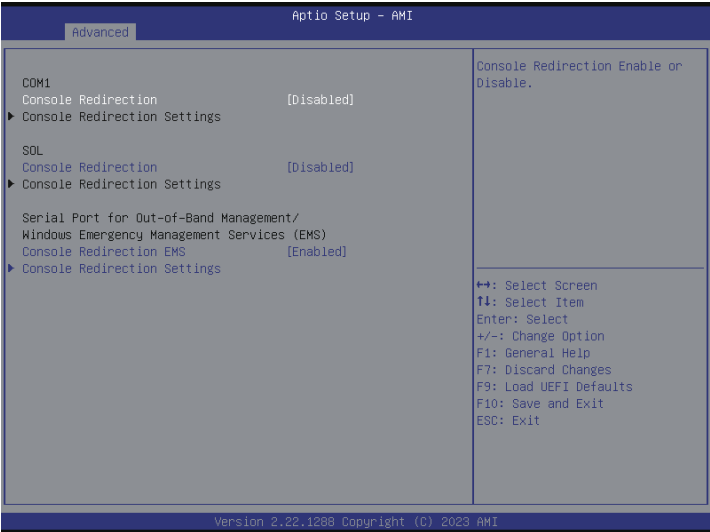 Aptio Setup – AMI
Advanced
COM1
Console Redirection [Disabled]
Console Redirection Settings
SOL
Console Redirection [Disabled]
Console Redirection Settings
Serial Port for Out-of-Band Management/
Windows Emergency Management Services (EMS)
Console Redirection EMS [Enabled]
Console Redirection Settings
Console Redirection Enable or
Disable.
↔: Select Screen
↑↓: Select Item
Enter: Select
+/-: Change Option
F1: General Help
F7: Discard Changes
F9: Load UEFI Defaults
F10: Save and Exit
ESC: Exit
Version 2.22.1288 Copyright (C) 2023 AMI